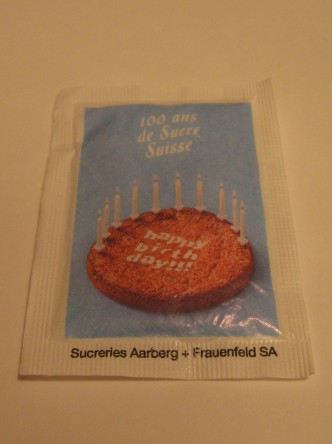 100 ans
de Sucre
Suisse
happy
birth
day!!!
Sucreries Aarberg + Frauenfeld SA